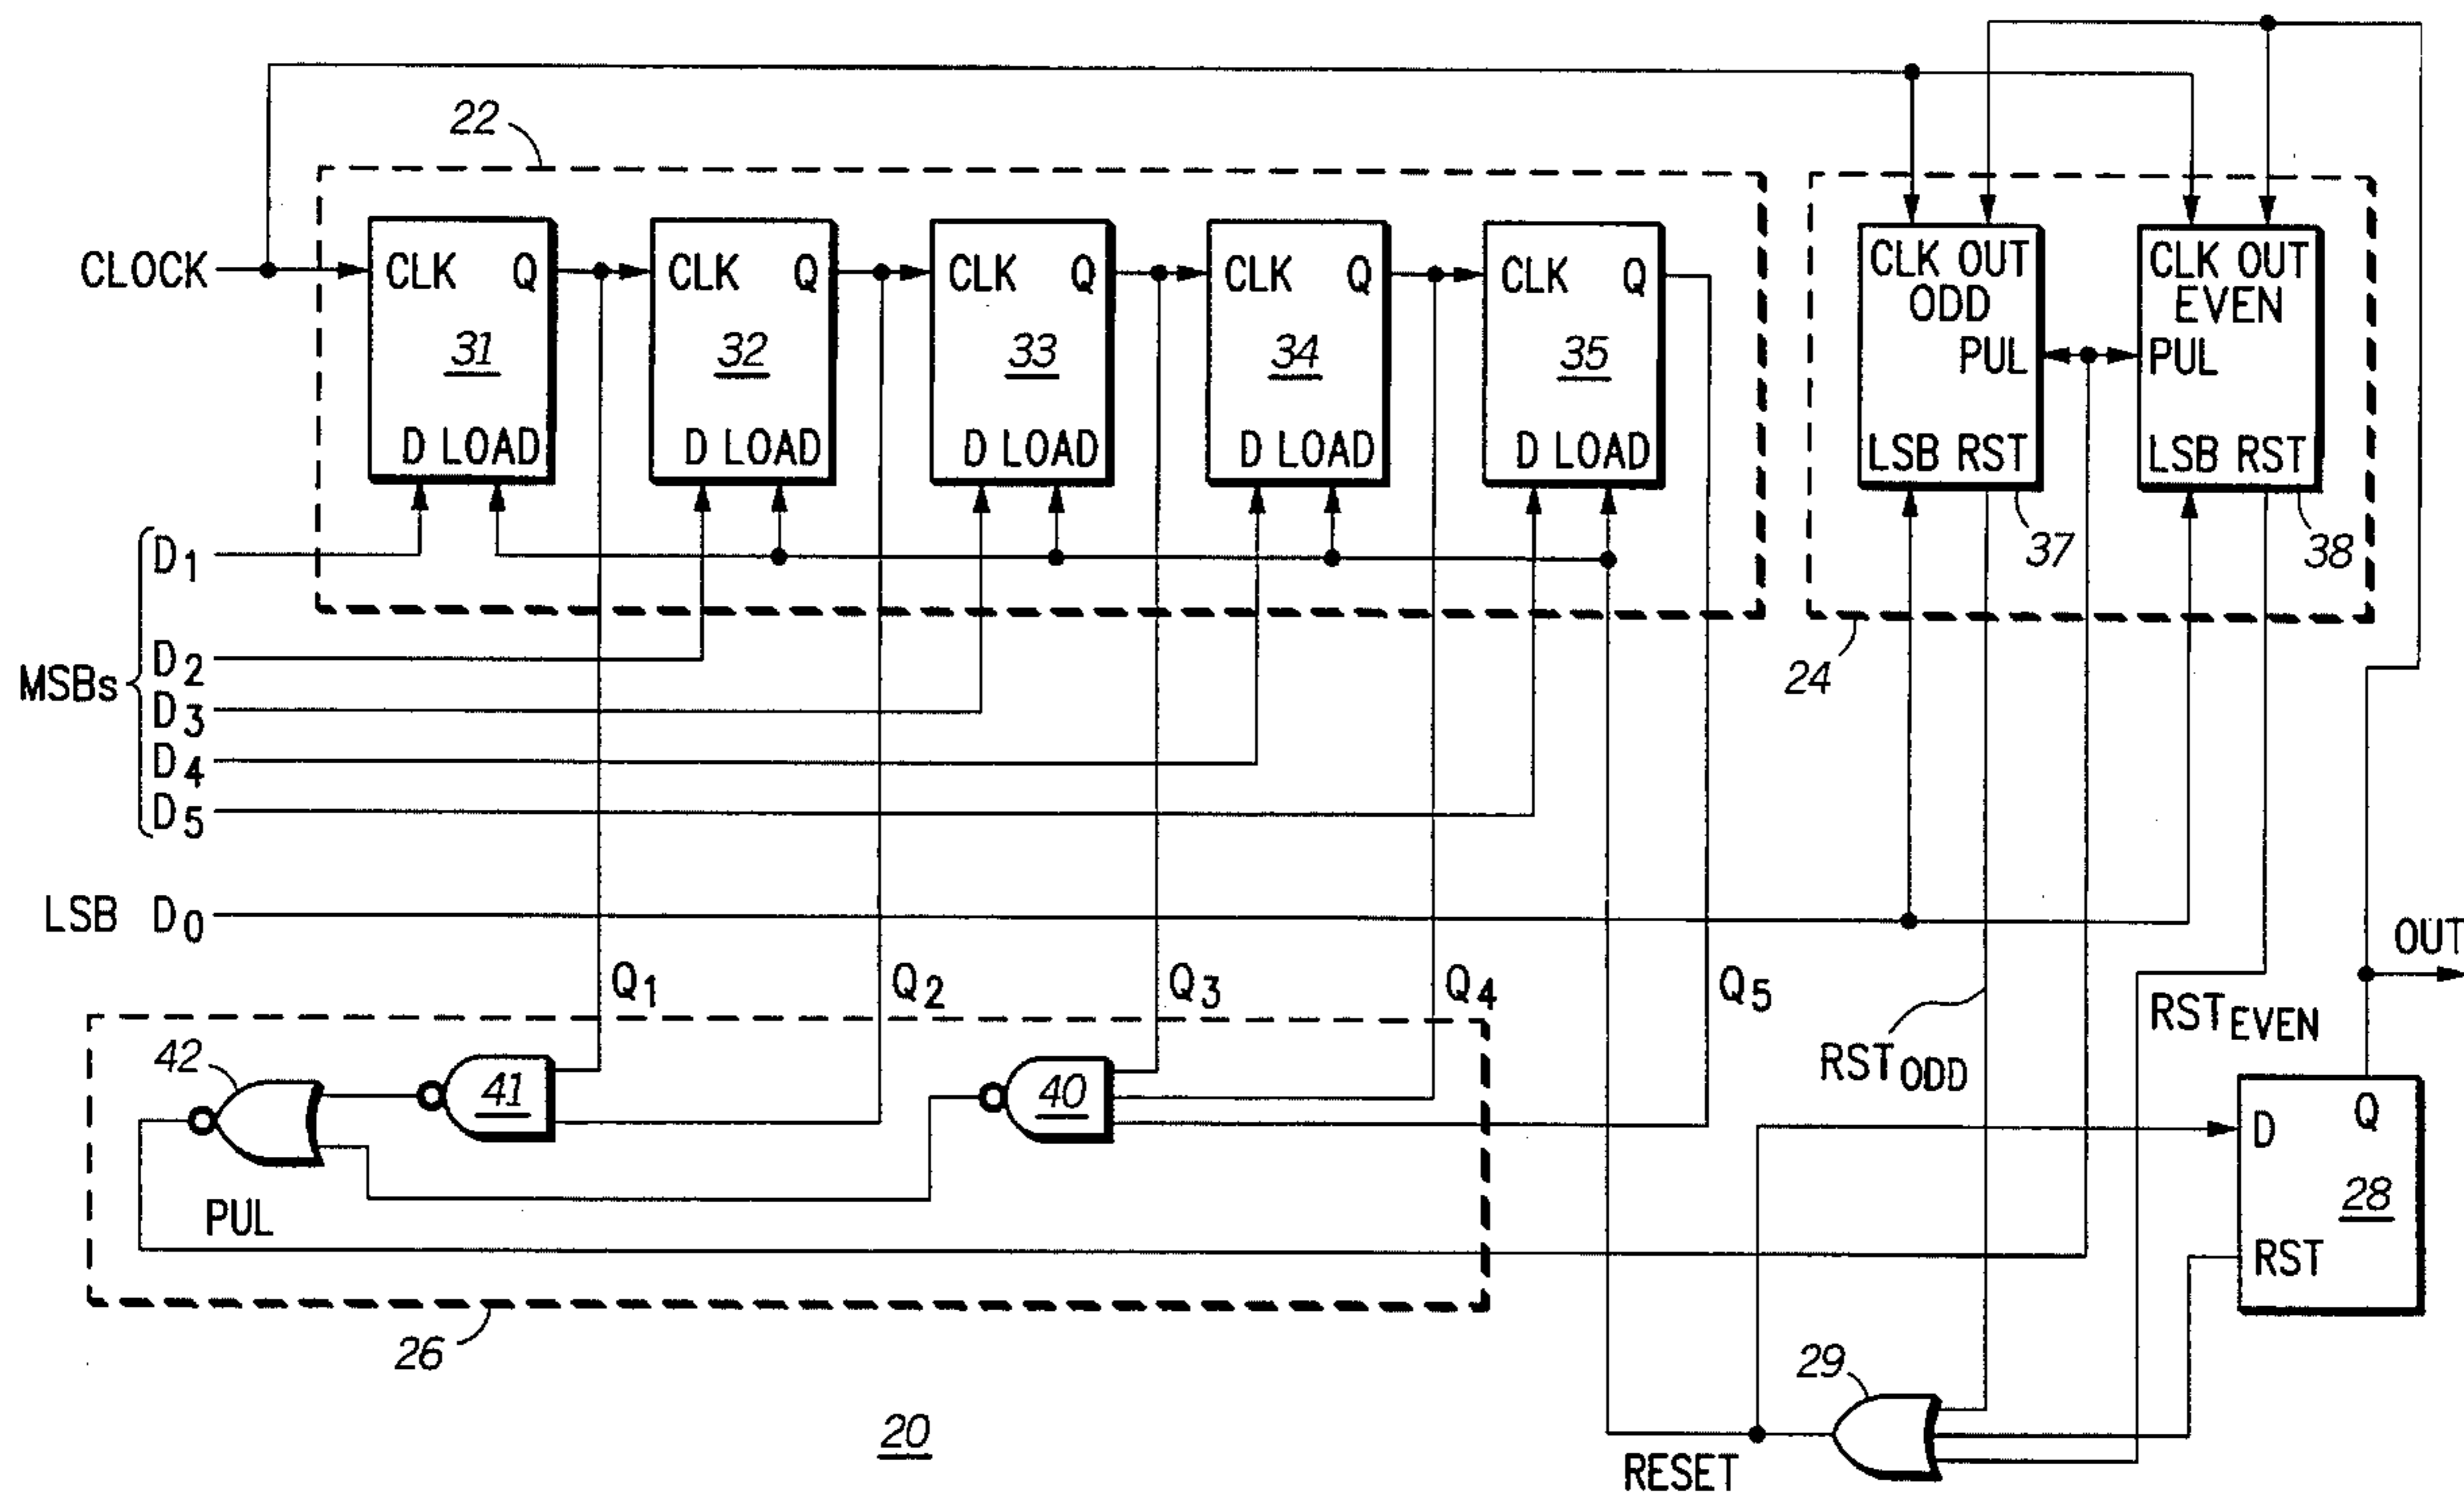 22
CLOCK
CLK Q
31
D LOAD
CLK Q
32
D LOAD
CLK Q
33
D LOAD
CLK Q
34
D LOAD
CLK Q
35
D LOAD
CLK OUT
ODD
PUL
LSB RST
37
CLK OUT
EVEN
PUL
LSB RST
38
24
MSBs
D1
D2
D3
D4
D5
LSB D0
Q1
Q2
Q3
Q4
Q5
RSTODD
RSTEVEN
OUT
42
41
40
PUL
26
D Q
28
RST
29
RESET
20